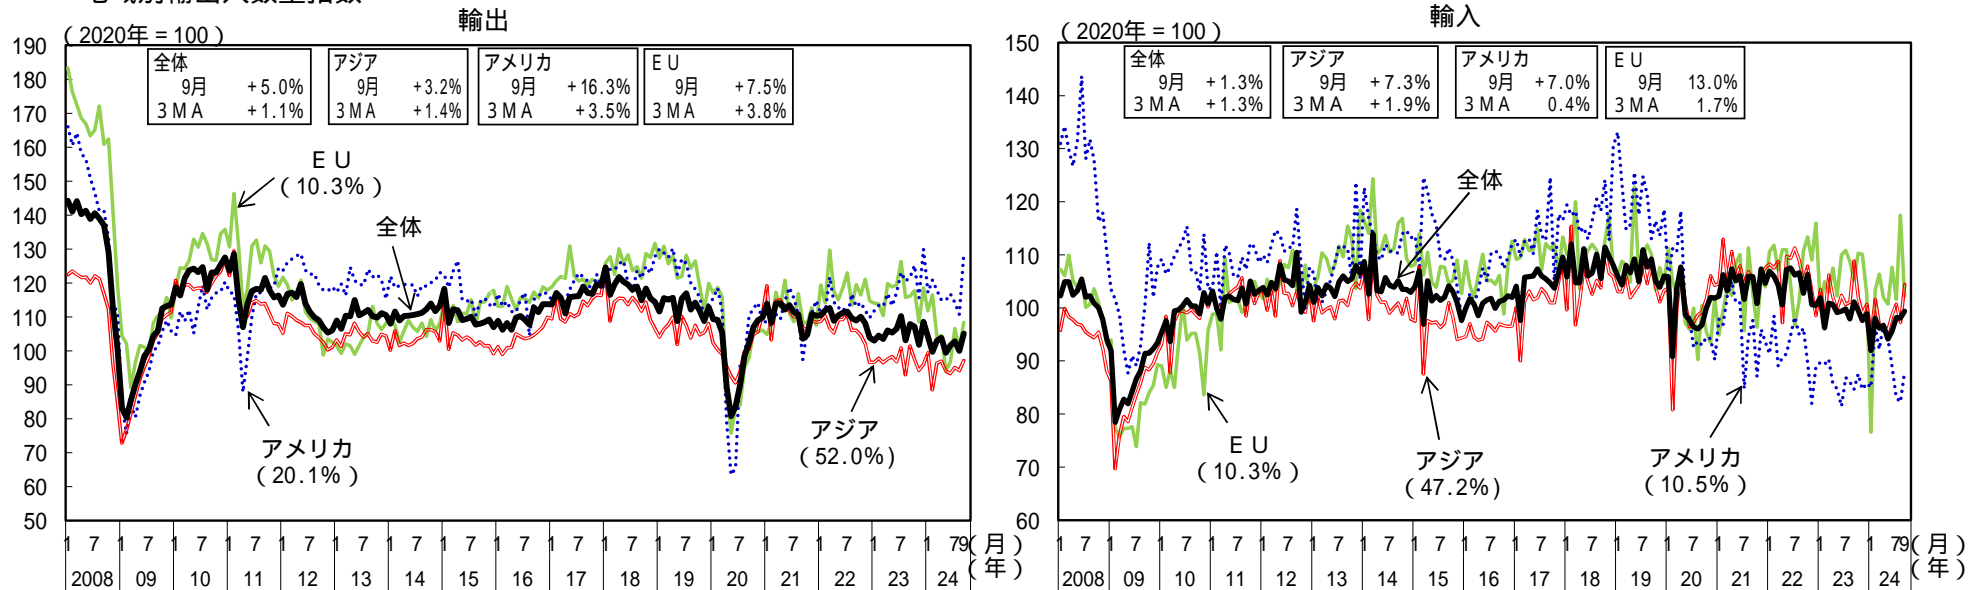 輸出
（2020年＝100）
190
180
170
160
150
140
130
120
110
100
90
80
70
60
50
全体
9月 +5.0%
3MA +1.1%
アジア
9月 +3.2%
3MA +1.4%
アメリカ
9月 +16.3%
3MA +3.5%
ＥＵ
9月 +7.5%
3MA +3.8%
ＥＵ
（10.3%）
全体
アメリカ
（20.1%）
アジア
（52.0%）
1 7 1 7 1 7 1 7 1 7 1 7 1 7 1 7 1 7 1 7 1 7 1 7 1 7 1 7 1 7 1 7 1 79（月）
2008 09 10 11 12 13 14 15 16 17 18 19 20 21 22 23 24（年）
輸入
（2020年＝100）
150
140
130
120
110
100
90
80
70
60
全体
9月 +1.3%
3MA +1.3%
アジア
9月 +7.3%
3MA +1.9%
アメリカ
9月 +7.0%
3MA 0.4%
ＥＵ
9月 13.0%
3MA 1.7%
全体
ＥＵ
（10.3%）
アジア
（47.2%）
アメリカ
（10.5%）
1 7 1 7 1 7 1 7 1 7 1 7 1 7 1 7 1 7 1 7 1 7 1 7 1 7 1 7 1 7 1 7 1 79（月）
2008 09 10 11 12 13 14 15 16 17 18 19 20 21 22 23 24（年）